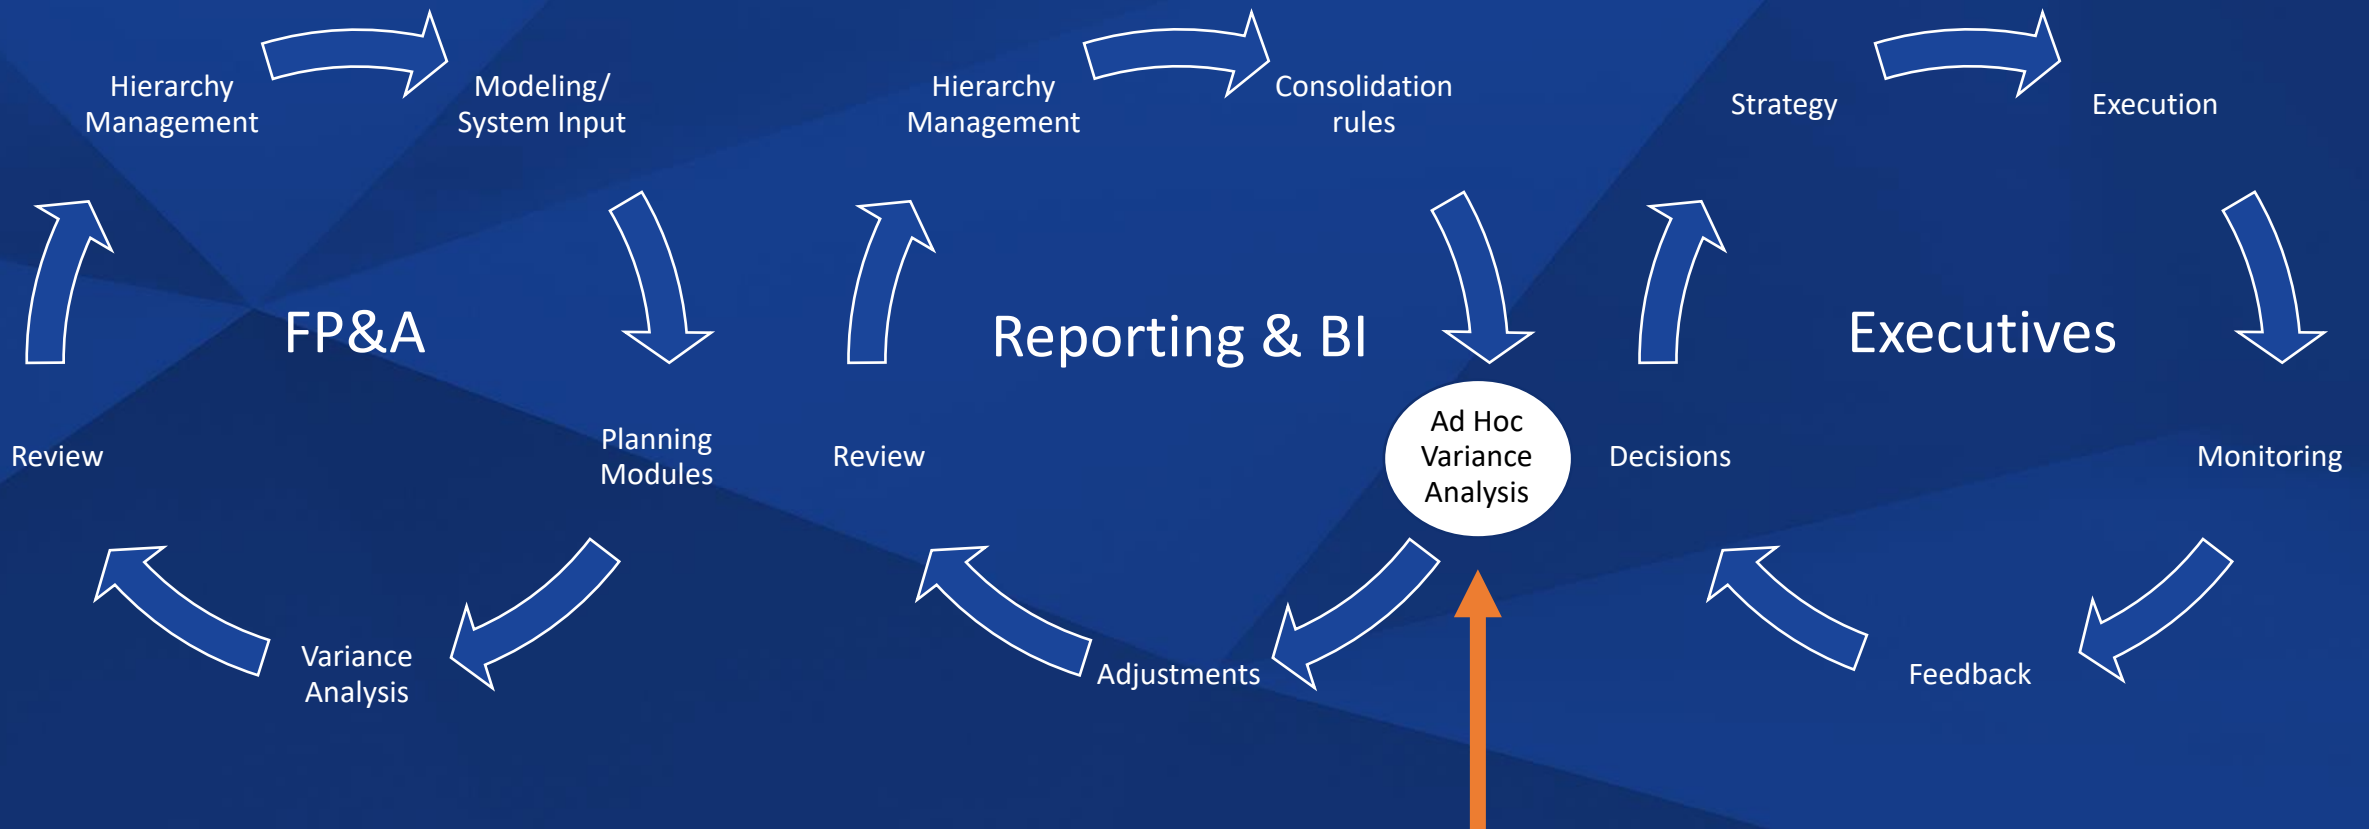 Hierarchy
Management
Modeling/
System Input
FP&A
Planning
Modules
Variance
Analysis
Review
Hierarchy
Management
Consolidation
rules
Reporting & BI
Ad Hoc
Variance
Analysis
Adjustments
Review
Strategy
Execution
Executives
Monitoring
Feedback
Decisions